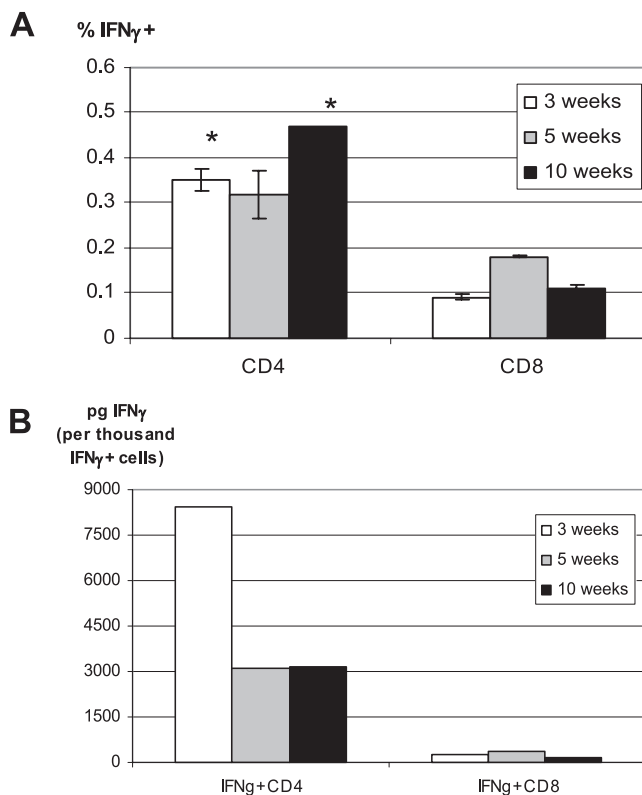 A
% IFNγ+
0.6
0.5
0.4
0.3
0.2
0.1
0
*
*
3 weeks
5 weeks
10 weeks
CD4
CD8
B
pg IFNγ
(per thousand
IFNγ+ cells)
9000
7500
6000
4500
3000
1500
0
3 weeks
5 weeks
10 weeks
IFNg+CD4
IFNg+CD8